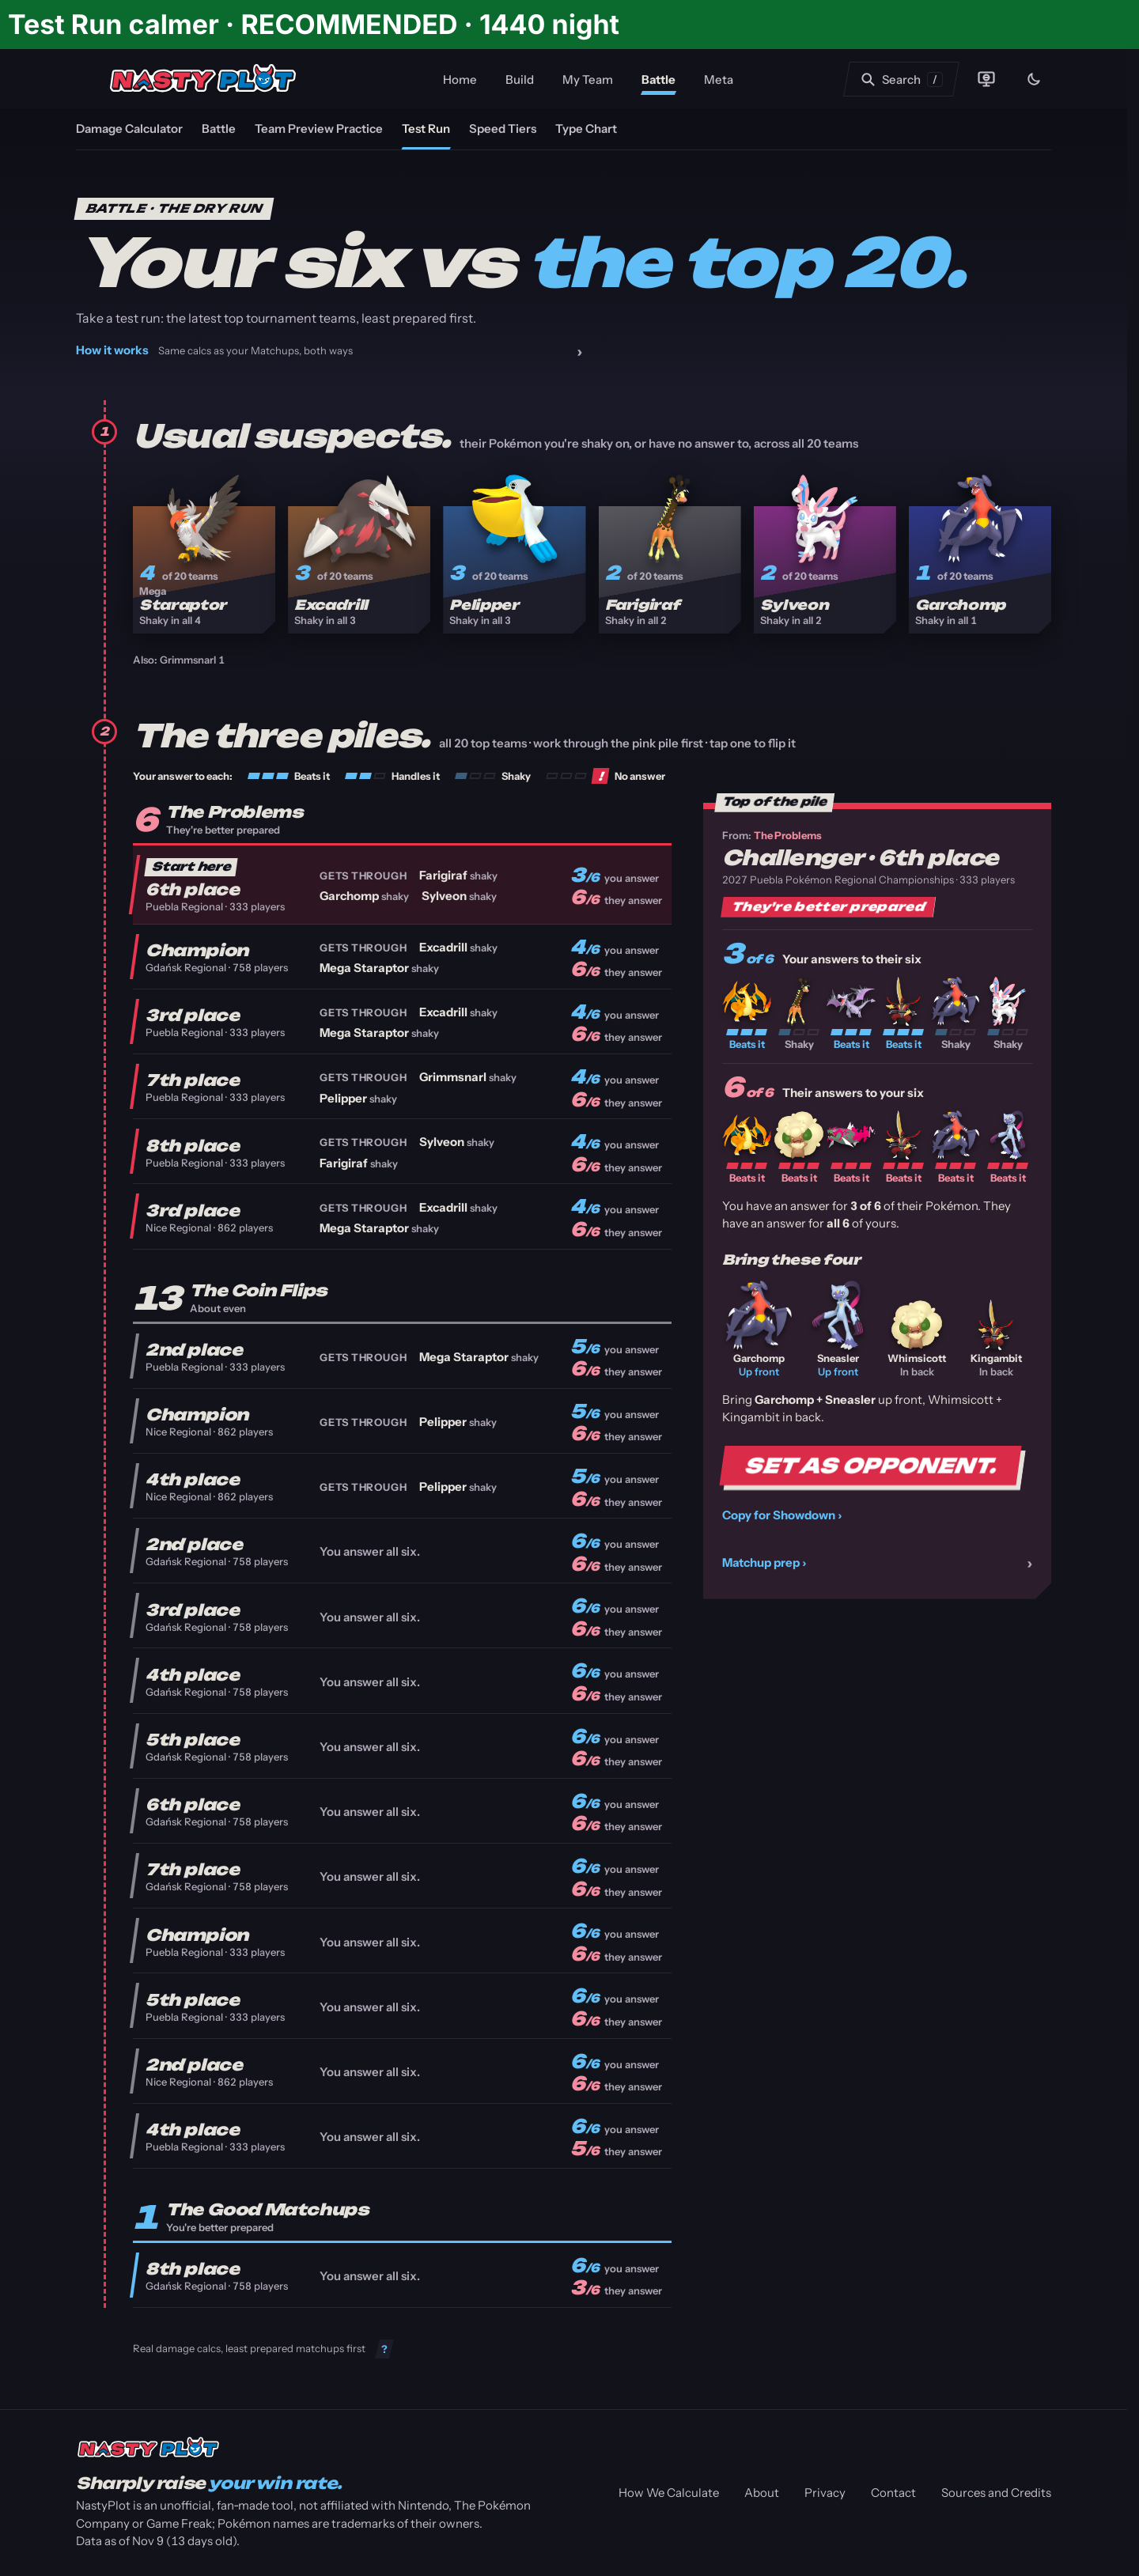 Test Run calmer · RECOMMENDED · 1440 night
NASTY PLOT
Home Build My Team Battle Meta
Search /
Damage Calculator Battle Team Preview Practice Test Run Speed Tiers Type Chart
BATTLE · THE DRY RUN
Your six vs the top 20.
Take a test run: the latest top tournament teams, least prepared first.
How it works Same calcs as your Matchups, both ways ›
1
Usual suspects. their Pokémon you're shaky on, or have no answer to, across all 20 teams
4 of 20 teams
Mega
Staraptor
Shaky in all 4
3 of 20 teams
Excadrill
Shaky in all 3
3 of 20 teams
Pelipper
Shaky in all 3
2 of 20 teams
Farigiraf
Shaky in all 2
2 of 20 teams
Sylveon
Shaky in all 2
1 of 20 teams
Garchomp
Shaky in all 1
Also: Grimmsnarl 1
2
The three piles. all 20 top teams · work through the pink pile first · tap one to flip it
Your answer to each: Beats it Handles it Shaky ! No answer
6 The Problems
They're better prepared
Start here
6th place
Puebla Regional · 333 players
GETS THROUGH Farigiraf shaky
Garchomp shaky Sylveon shaky
3/6 you answer
6/6 they answer
Champion
Gdańsk Regional · 758 players
GETS THROUGH Excadrill shaky
Mega Staraptor shaky
4/6 you answer
6/6 they answer
3rd place
Puebla Regional · 333 players
GETS THROUGH Excadrill shaky
Mega Staraptor shaky
4/6 you answer
6/6 they answer
7th place
Puebla Regional · 333 players
GETS THROUGH Grimmsnarl shaky
Pelipper shaky
4/6 you answer
6/6 they answer
8th place
Puebla Regional · 333 players
GETS THROUGH Sylveon shaky
Farigiraf shaky
4/6 you answer
6/6 they answer
3rd place
Nice Regional · 862 players
GETS THROUGH Excadrill shaky
Mega Staraptor shaky
4/6 you answer
6/6 they answer
13 The Coin Flips
About even
2nd place
Puebla Regional · 333 players
GETS THROUGH Mega Staraptor shaky
5/6 you answer
6/6 they answer
Champion
Nice Regional · 862 players
GETS THROUGH Pelipper shaky
5/6 you answer
6/6 they answer
4th place
Nice Regional · 862 players
GETS THROUGH Pelipper shaky
5/6 you answer
6/6 they answer
2nd place
Gdańsk Regional · 758 players
You answer all six.
6/6 you answer
6/6 they answer
3rd place
Gdańsk Regional · 758 players
You answer all six.
6/6 you answer
6/6 they answer
4th place
Gdańsk Regional · 758 players
You answer all six.
6/6 you answer
6/6 they answer
5th place
Gdańsk Regional · 758 players
You answer all six.
6/6 you answer
6/6 they answer
6th place
Gdańsk Regional · 758 players
You answer all six.
6/6 you answer
6/6 they answer
7th place
Gdańsk Regional · 758 players
You answer all six.
6/6 you answer
6/6 they answer
Champion
Puebla Regional · 333 players
You answer all six.
6/6 you answer
6/6 they answer
5th place
Puebla Regional · 333 players
You answer all six.
6/6 you answer
6/6 they answer
2nd place
Nice Regional · 862 players
You answer all six.
6/6 you answer
6/6 they answer
4th place
Puebla Regional · 333 players
You answer all six.
6/6 you answer
5/6 they answer
1 The Good Matchups
You're better prepared
8th place
Gdańsk Regional · 758 players
You answer all six.
6/6 you answer
3/6 they answer
Real damage calcs, least prepared matchups first ?
Top of the pile
From: The Problems
Challenger · 6th place
2027 Puebla Pokémon Regional Championships · 333 players
They're better prepared
3 of 6 Your answers to their six
Beats it Shaky Beats it Beats it Shaky Shaky
6 of 6 Their answers to your six
Beats it Beats it Beats it Beats it Beats it Beats it
You have an answer for 3 of 6 of their Pokémon. They
have an answer for all 6 of yours.
Bring these four
Garchomp Sneasler Whimsicott Kingambit
Up front Up front In back In back
Bring Garchomp + Sneasler up front, Whimsicott +
Kingambit in back.
SET AS OPPONENT.
Copy for Showdown ›
Matchup prep › ›
NASTY PLOT
Sharply raise your win rate.
NastyPlot is an unofficial, fan-made tool, not affiliated with Nintendo, The Pokémon
Company or Game Freak; Pokémon names are trademarks of their owners.
Data as of Nov 9 (13 days old).
How We Calculate About Privacy Contact Sources and Credits